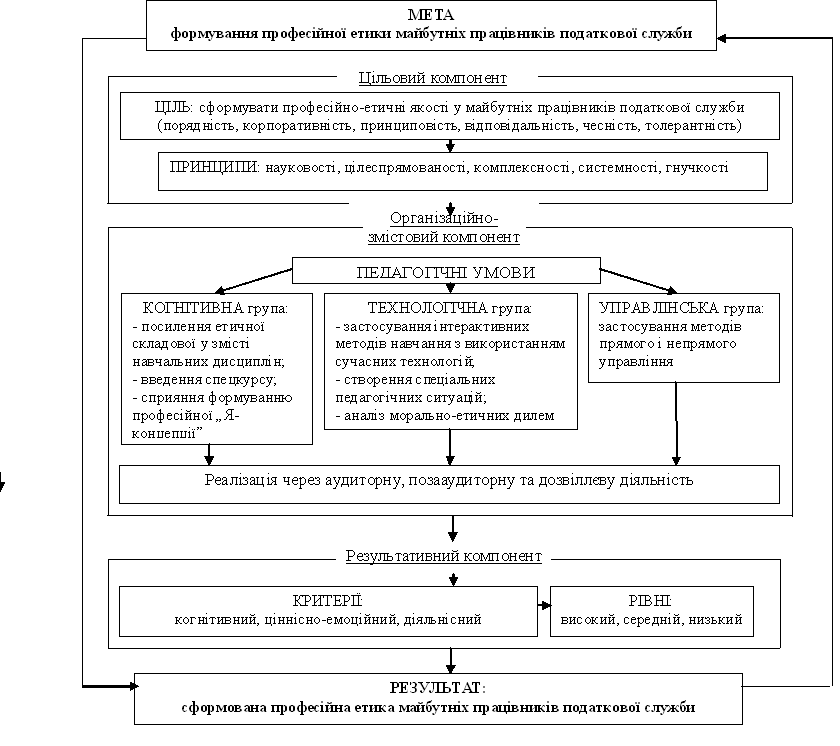 МЕТА
формування професійної етики майбутніх працівників податкової служби
Цільовий компонент
ЦІЛЬ: сформувати професійно-етичні якості у майбутніх працівників податкової служби
(порядність, корпоративність, принциповість, відповідальність, чесність, толерантність)
ПРИНЦИПИ: науковості, цілеспрямованості, комплексності, системності, гнучкості
Організаційно-
змістовий компонент
ПЕДАГОГІЧНІ УМОВИ
КОГНІТИВНА група:
- посилення етичної
складової у змісті
навчальних дисциплін;
- введення спецкурсу;
- сприяння формуванню
професійної „Я-
концепції”
ТЕХНОЛОГІЧНА група:
- застосування інтерактивних
методів навчання з використанням
сучасних технологій;
- створення спеціальних
педагогічних ситуацій;
- аналіз морально-етичних дилем
УПРАВЛІНСЬКА група:
застосування методів
прямого і непрямого
управління
Реалізація через аудиторну, позааудиторну та дозвіллєву діяльність
Результативний компонент
КРИТЕРІЇ:
когнітивний, ціннісно-емоційний, діяльнісний
РІВНІ:
високий, середній, низький
РЕЗУЛЬТАТ:
сформована професійна етика майбутніх працівників податкової служби